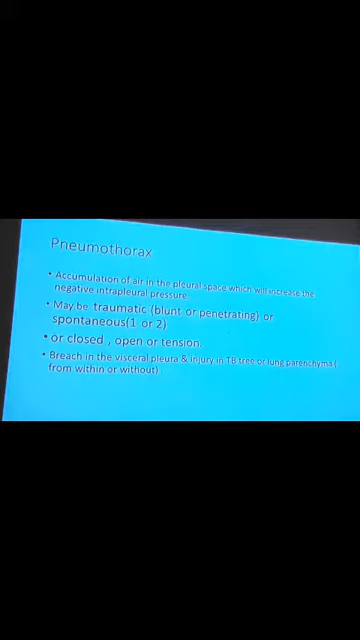 Pneumothorax
• Accumulation of air in the pleural space which will increase the
negative intrapleural pressure.
• May be traumatic (blunt or penetrating) or
spontaneous(1 or 2)
• or closed , open or tension.
• Breach in the visceral pleura & injury in TB tree or lung parenchyma (
from within or without).